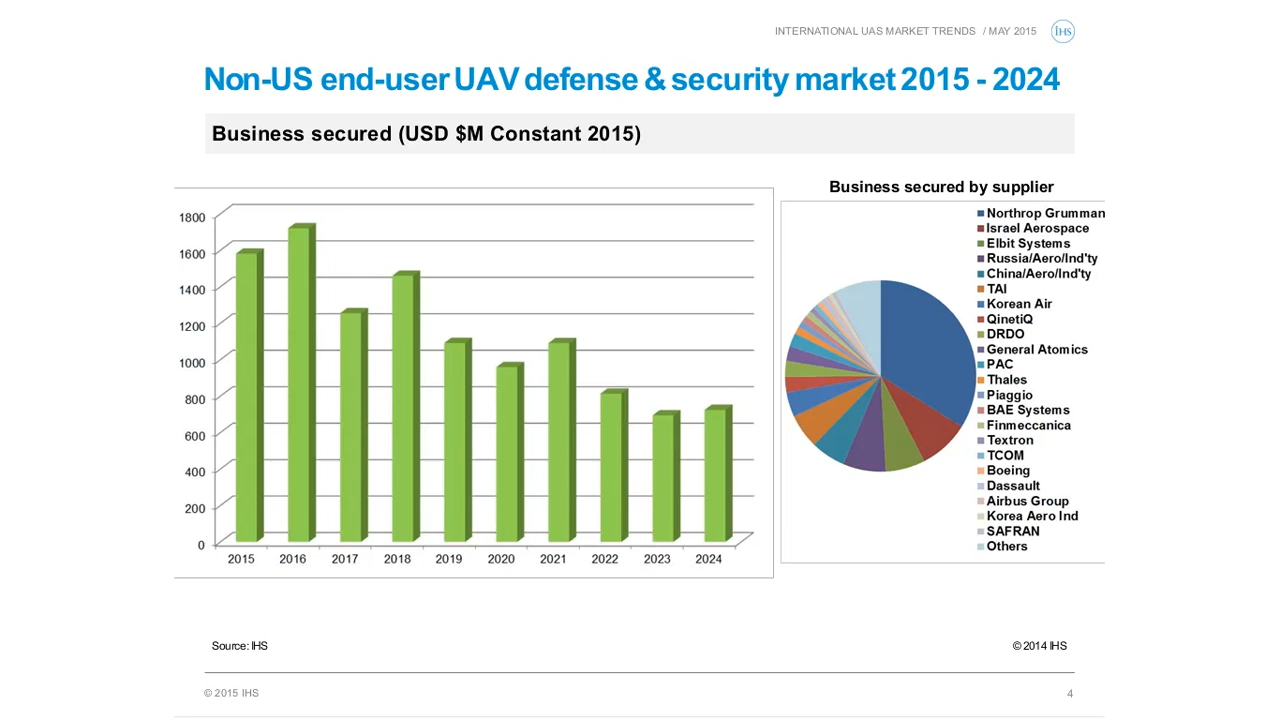 INTERNATIONAL UAS MARKET TRENDS / MAY 2015
IHS
Non-US end-user UAV defense & security market 2015 - 2024
Business secured (USD $M Constant 2015)
1800
1600
1400
1200
1000
800
600
400
200
0
2015 2016 2017 2018 2019 2020 2021 2022 2023 2024
Business secured by supplier
Northrop Grumman
Israel Aerospace
Elbit Systems
Russia/Aero/Ind'ty
China/Aero/Ind'ty
TAI
Korean Air
QinetiQ
DRDO
General Atomics
PAC
Thales
Piaggio
BAE Systems
Finmeccanica
Textron
TCOM
Boeing
Dassault
Airbus Group
Korea Aero Ind
SAFRAN
Others
Source: IHS
© 2014 IHS
© 2015 IHS
4